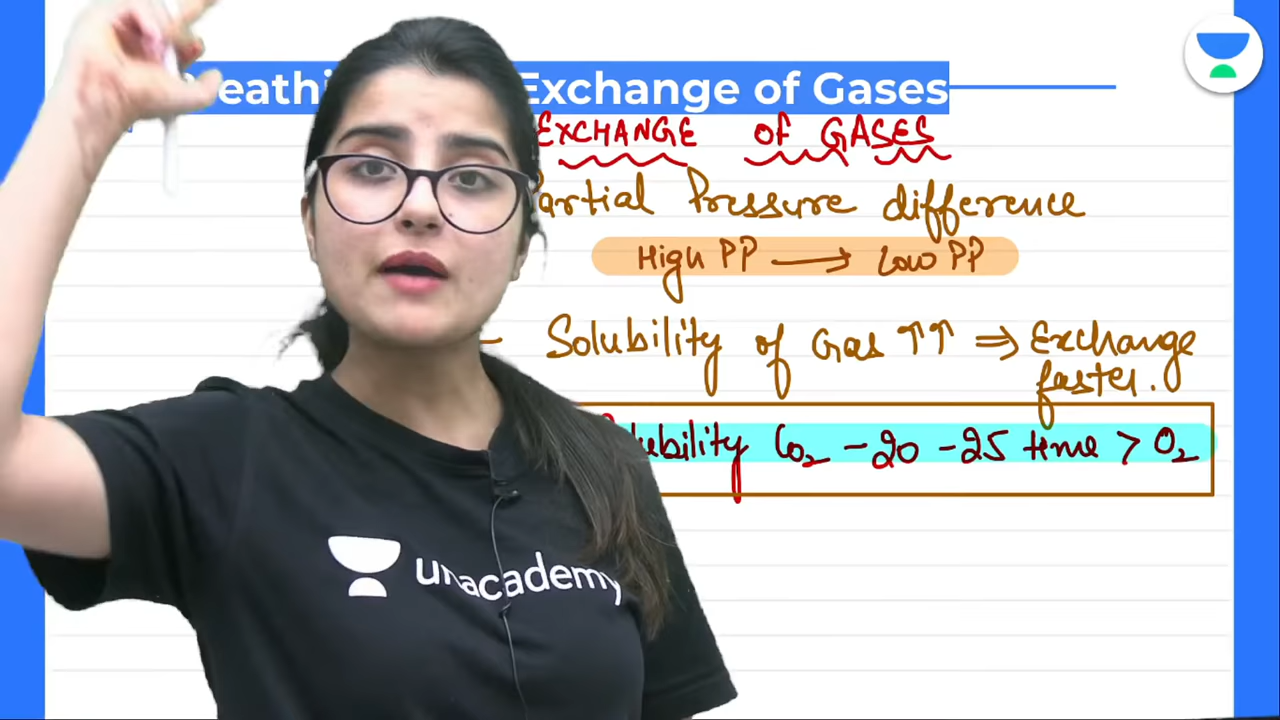 eathi Exchange of Gases
EXCHANGE OF GASES
artial Pressure difference
High PP → Low PP
- Solubility of Gas ↑↑ ⇒ Exchange
faster.
ubility CO2 - 20 - 25 time > O2
unacademy